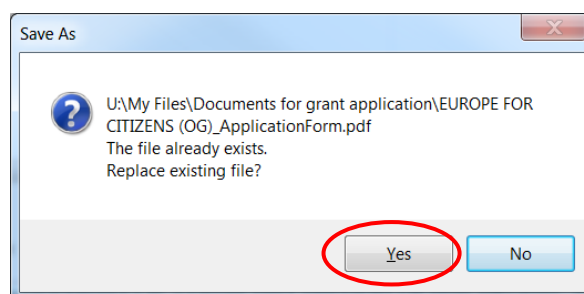 Save As
U:\My Files\Documents for grant application\EUROPE FOR
CITIZENS (OG)_ApplicationForm.pdf
The file already exists.
Replace existing file?
Yes No